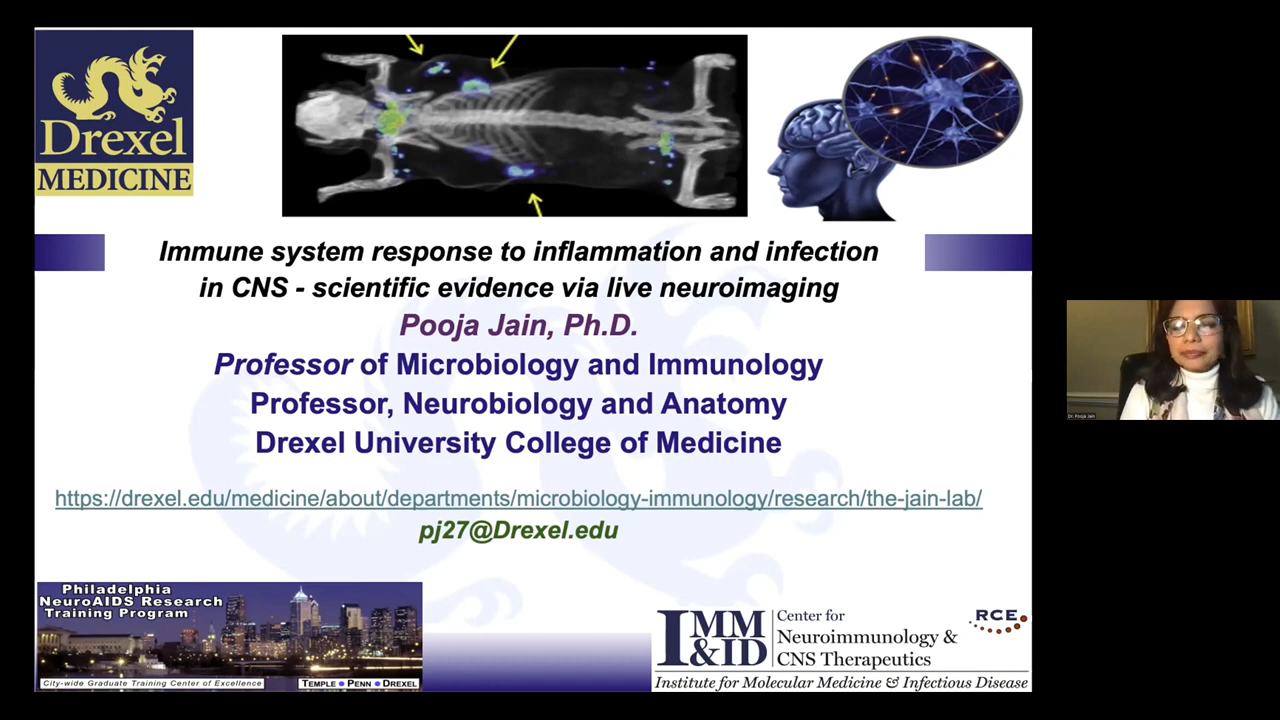 Drexel
MEDICINE
Immune system response to inflammation and infection
in CNS - scientific evidence via live neuroimaging
Pooja Jain, Ph.D.
Professor of Microbiology and Immunology
Professor, Neurobiology and Anatomy
Drexel University College of Medicine
https://drexel.edu/medicine/about/departments/microbiology-immunology/research/the-jain-lab/
pj27@Drexel.edu
Dr. Pooja Jain
Philadelphia
NeuroAIDS Research
Training Program
City-wide Graduate Training Center of Excellence
TEMPLE • PENN • DREXEL
IMM
&ID
Center for
Neuroimmunology &
CNS Therapeutics
RCE
Institute for Molecular Medicine & Infectious Disease